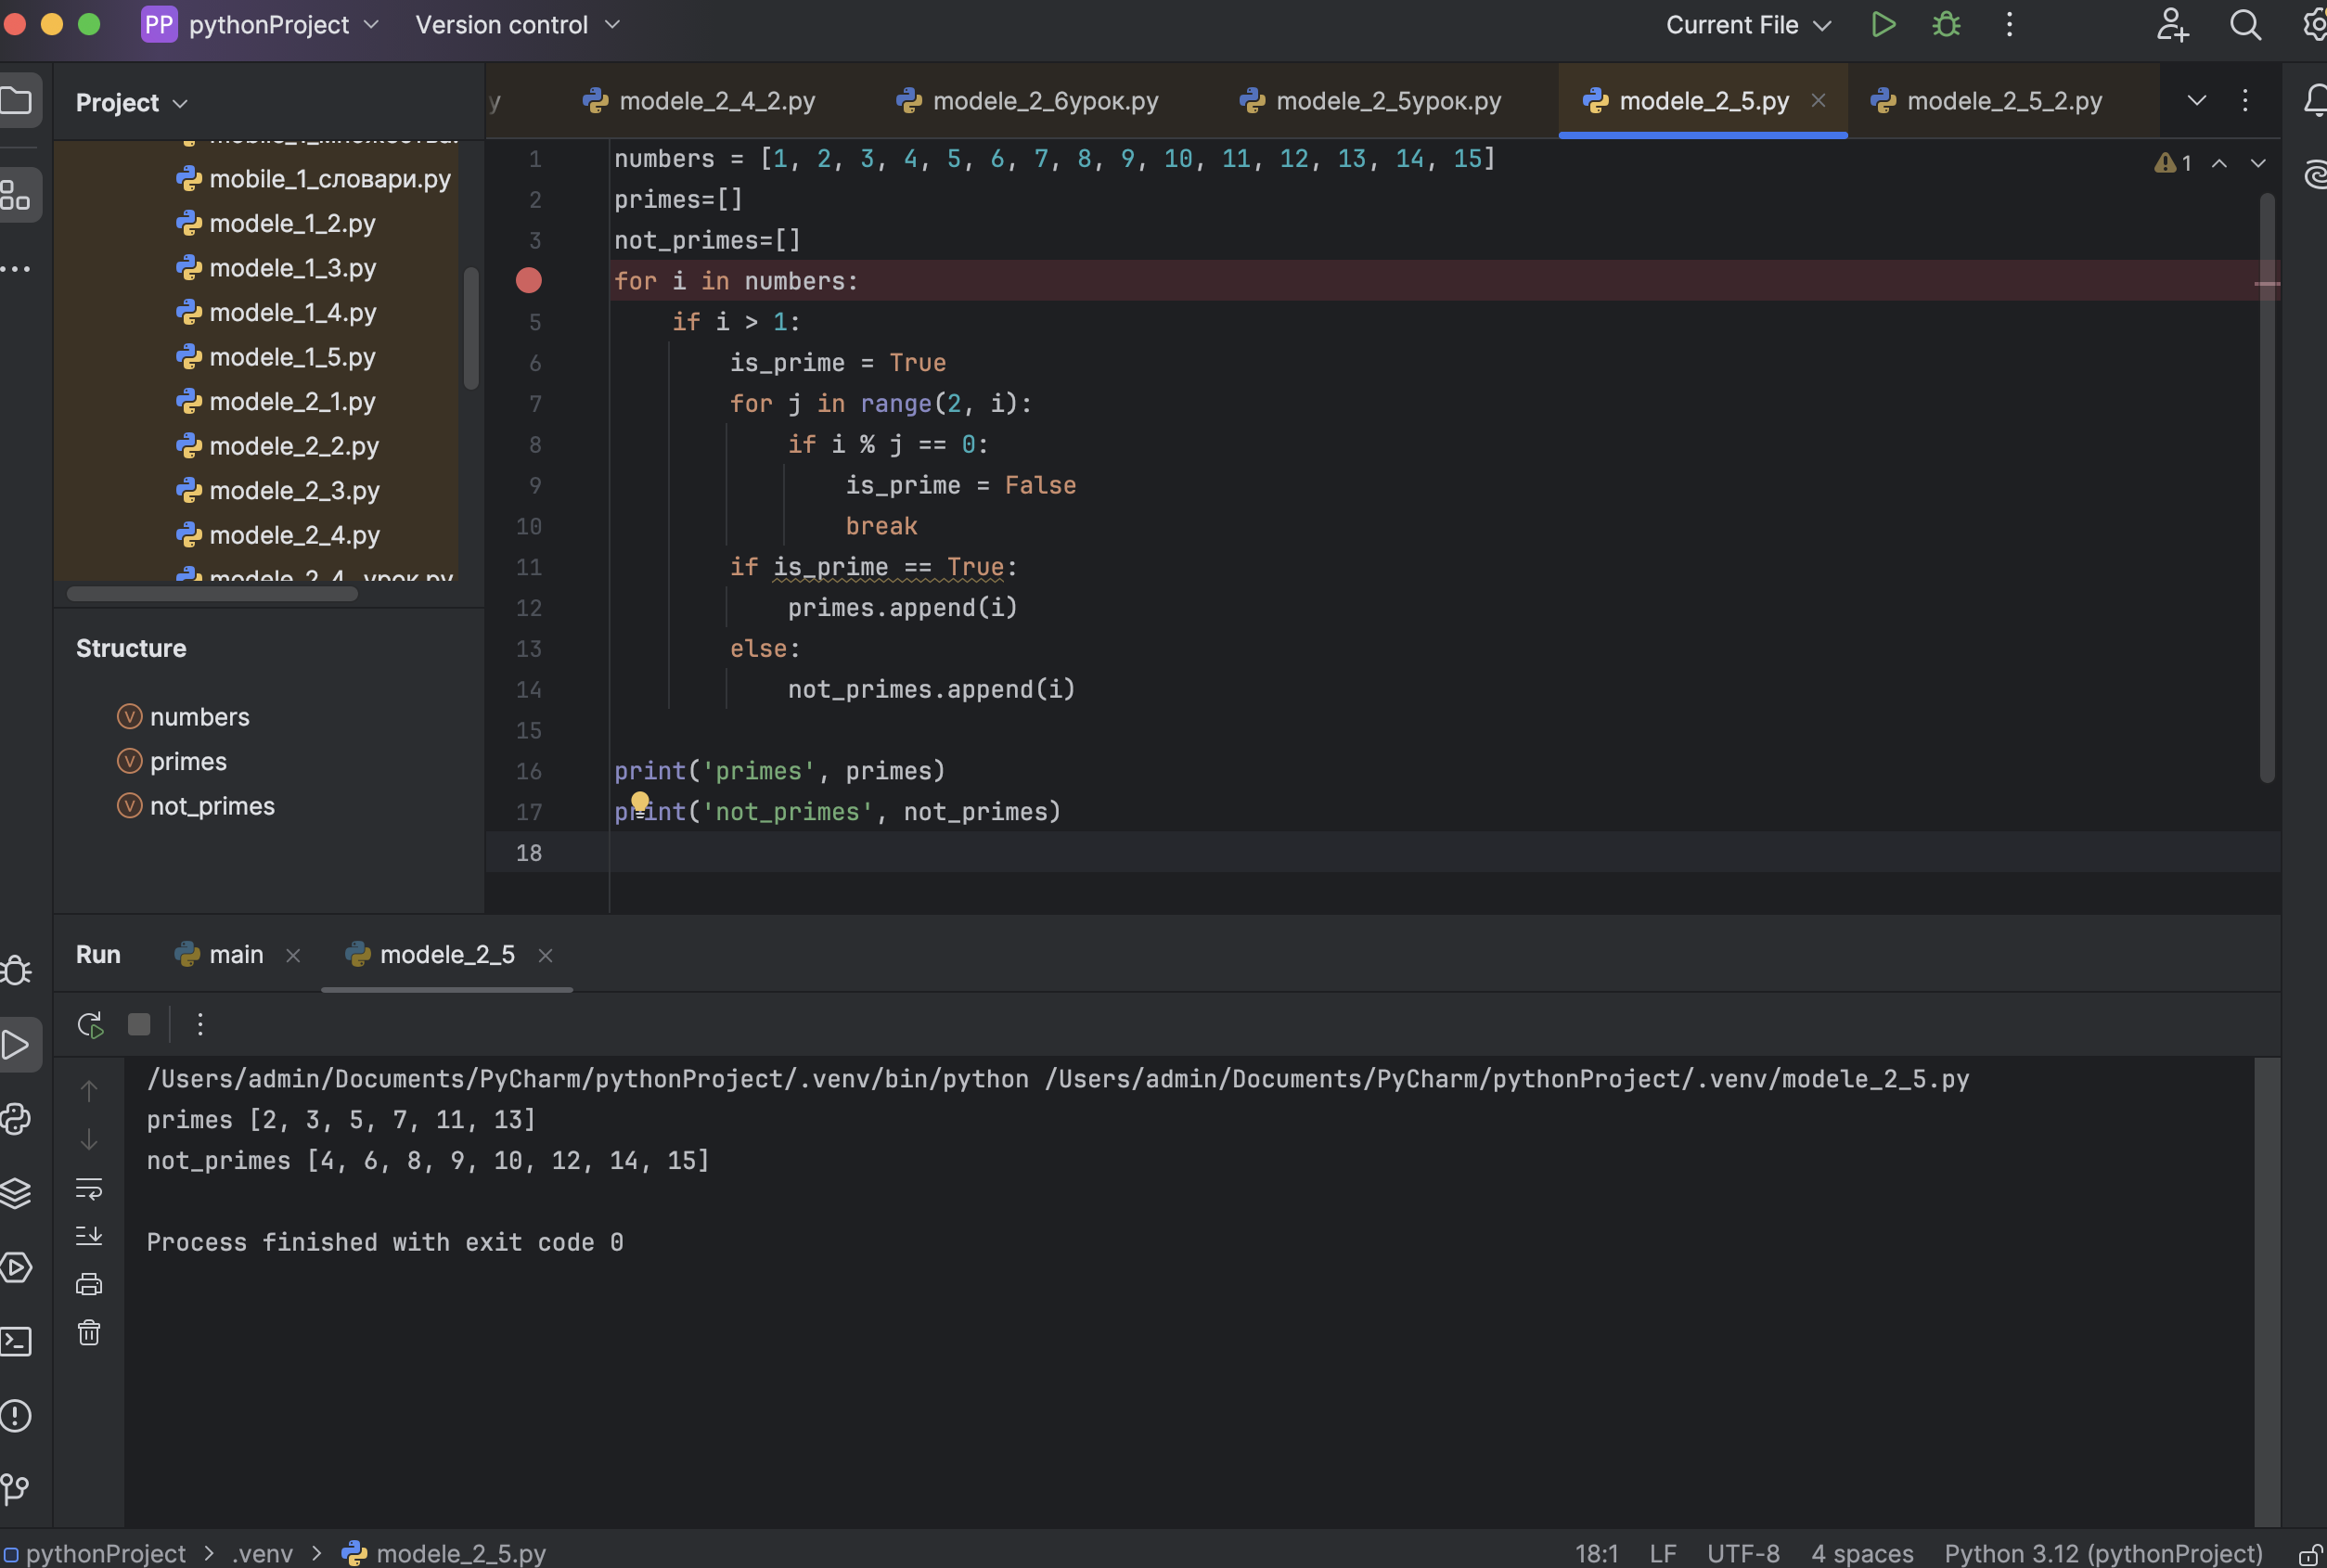 PP pythonProject Version control Current File
Project
mobile_1_словари.py
modele_1_2.py
modele_1_3.py
modele_1_4.py
modele_1_5.py
modele_2_1.py
modele_2_2.py
modele_2_3.py
modele_2_4.py
modele_2_4_урок.py
Structure
numbers
primes
not_primes
y modele_2_4_2.py modele_2_6урок.py modele_2_5урок.py modele_2_5.py modele_2_5_2.py
1 numbers = [1, 2, 3, 4, 5, 6, 7, 8, 9, 10, 11, 12, 13, 14, 15]
1
2 primes=[]
3 not_primes=[]
for i in numbers:
5 if i > 1:
6 is_prime = True
7 for j in range(2, i):
8 if i % j == 0:
9 is_prime = False
10 break
11 if is_prime == True:
12 primes.append(i)
13 else:
14 not_primes.append(i)
15
16 print('primes', primes)
17 print('not_primes', not_primes)
18
Run main modele_2_5
/Users/admin/Documents/PyCharm/pythonProject/.venv/bin/python /Users/admin/Documents/PyCharm/pythonProject/.venv/modele_2_5.py
primes [2, 3, 5, 7, 11, 13]
not_primes [4, 6, 8, 9, 10, 12, 14, 15]
Process finished with exit code 0
pythonProject > .venv > modele_2_5.py 18:1 LF UTF-8 4 spaces Python 3.12 (pythonProject)